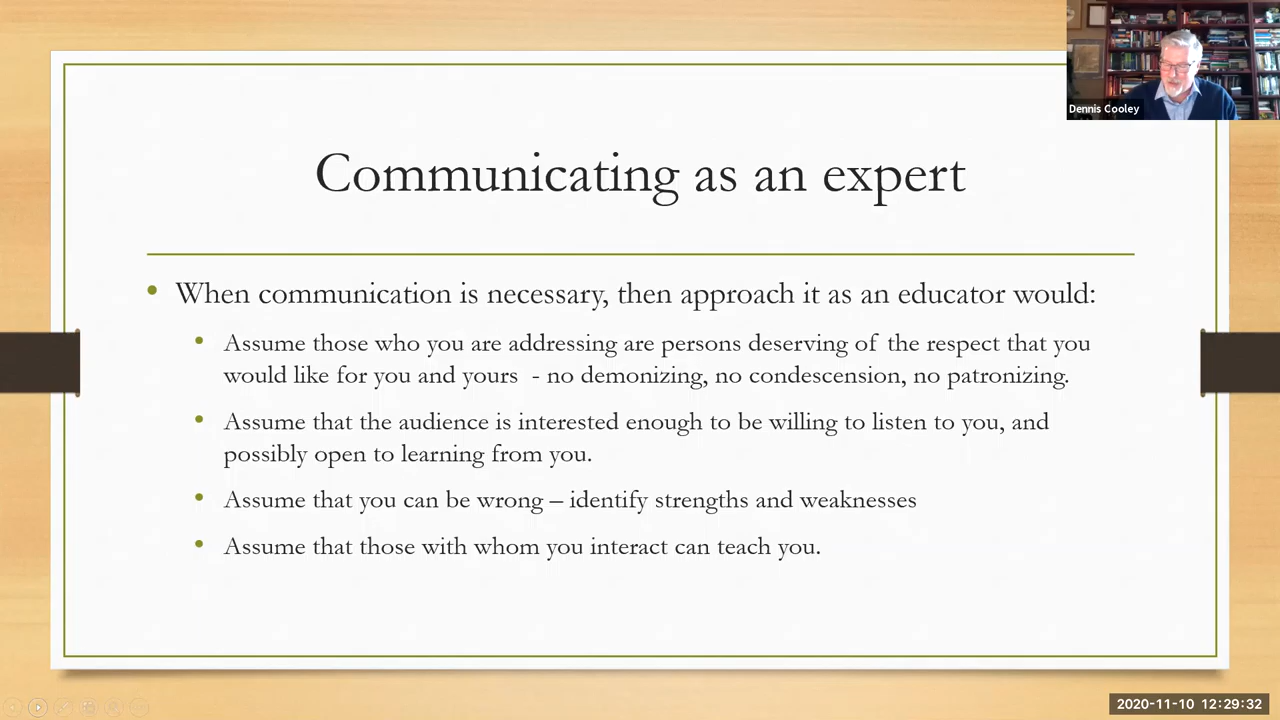 Dennis Cooley
Communicating as an expert
• When communication is necessary, then approach it as an educator would:
• Assume those who you are addressing are persons deserving of the respect that you
would like for you and yours - no demonizing, no condescension, no patronizing.
• Assume that the audience is interested enough to be willing to listen to you, and
possibly open to learning from you.
• Assume that you can be wrong – identify strengths and weaknesses
• Assume that those with whom you interact can teach you.
2020-11-10 12:29:32